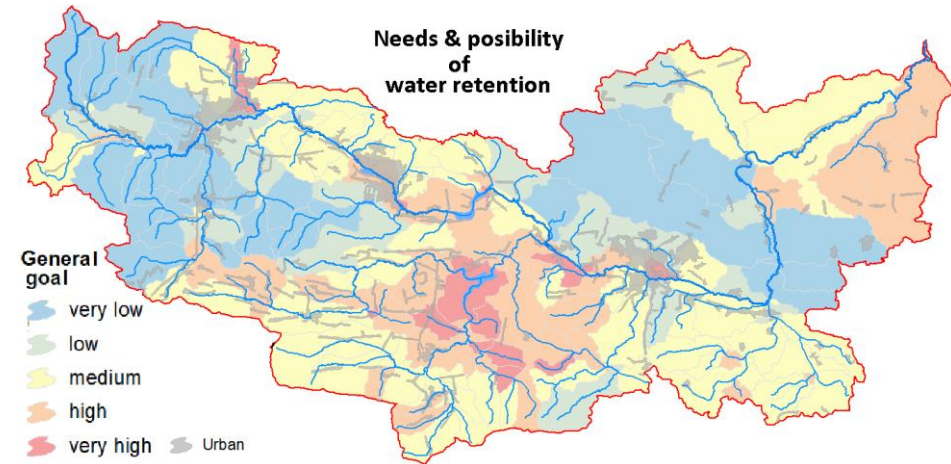 Needs & posibility
of
water retention
General
goal
very low
low
medium
high
very high
Urban